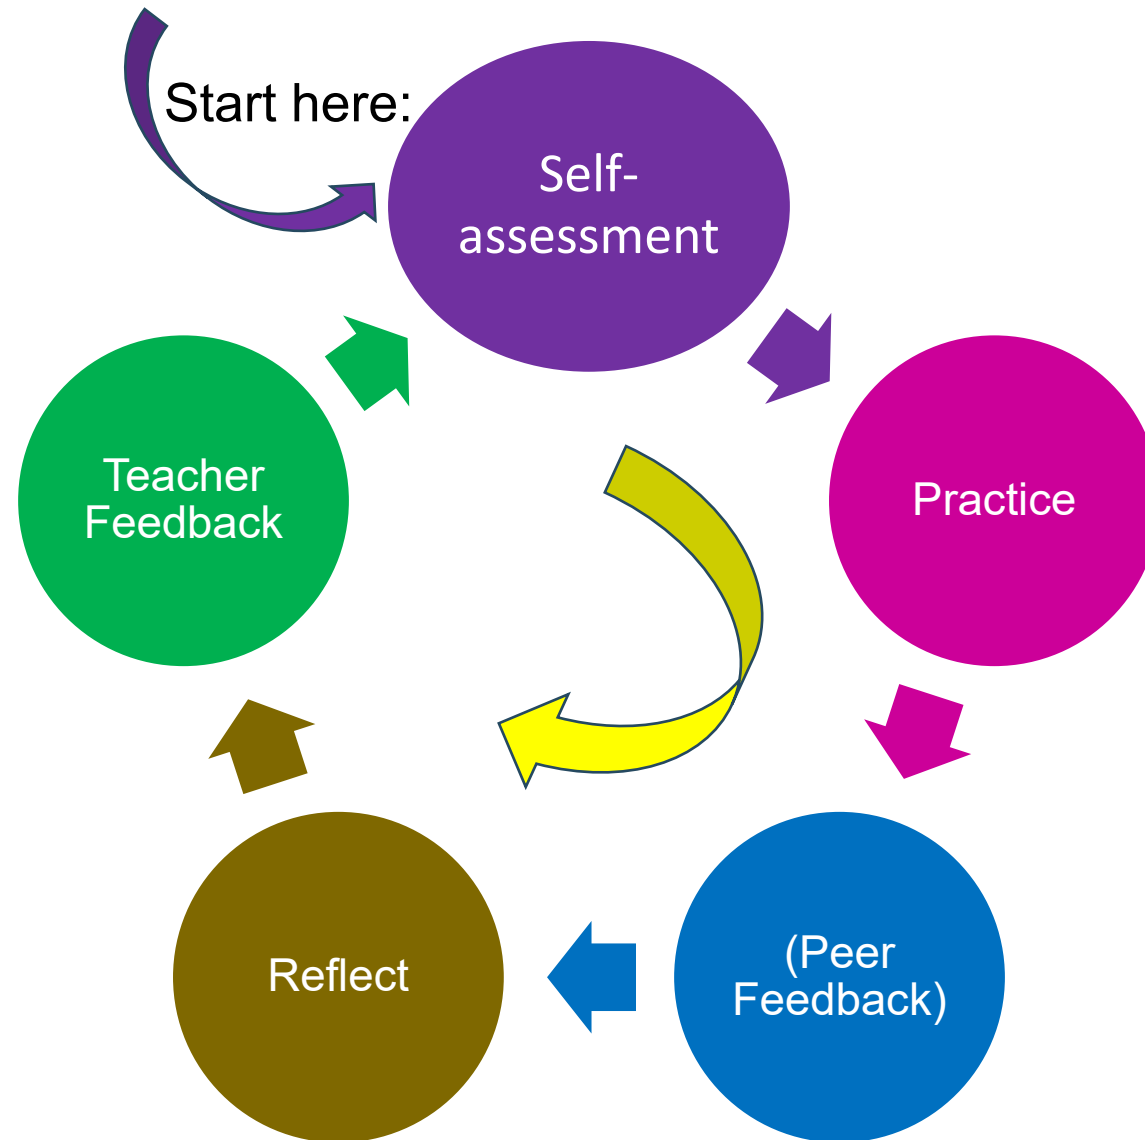 Start here:
Self-
assessment
Practice
(Peer
Feedback)
Reflect
Teacher
Feedback